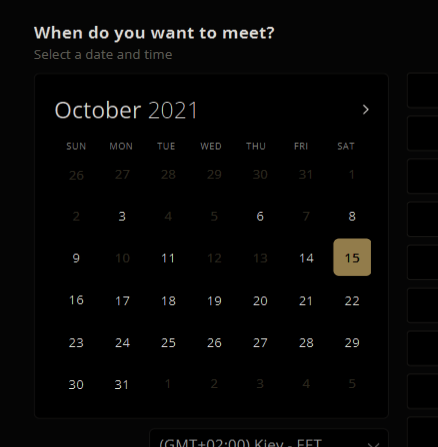 When do you want to meet?
Select a date and time
October 2021
SUN MON TUE WED THU FRI SAT
26 27 28 29 30 31 1
2 3 4 5 6 7 8
9 10 11 12 13 14 15
16 17 18 19 20 21 22
23 24 25 26 27 28 29
30 31 1 2 3 4 5
(GMT+02:00) Kiev - EET